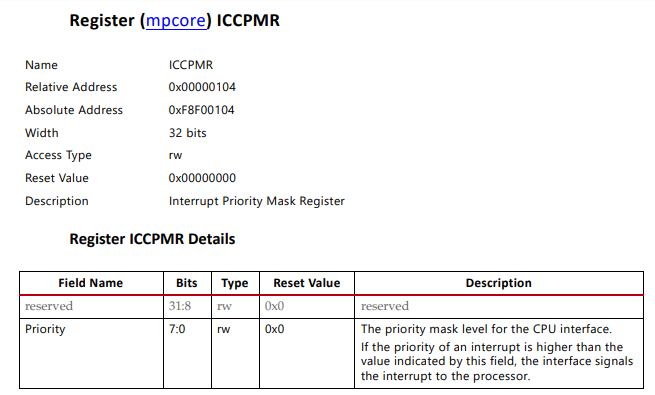 Register (mpcore) ICCPMR
Name ICCPMR
Relative Address 0x00000104
Absolute Address 0xF8F00104
Width 32 bits
Access Type rw
Reset Value 0x00000000
Description Interrupt Priority Mask Register
Register ICCPMR Details
Field Name Bits Type Reset Value Description
reserved 31:8 rw 0x0 reserved
Priority 7:0 rw 0x0 The priority mask level for the CPU interface.
If the priority of an interrupt is higher than the
value indicated by this field, the interface signals
the interrupt to the processor.